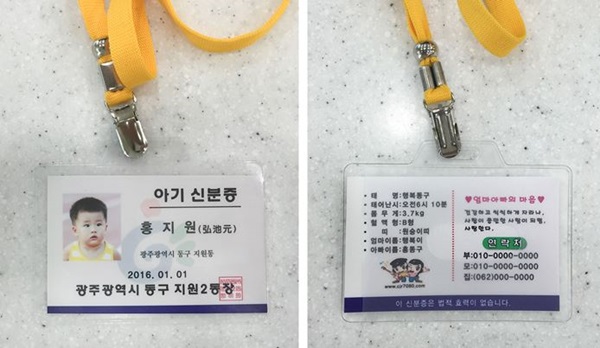 아기 신분증
홍 지 원 (弘池元)
광주광역시 동구 지원동
2016. 01. 01
광주광역시 동구 지원2동장
태 명:행복동구
태어난시:오전6시 10분
몸 무 게:3.7kg
혈 액 형:B형
띠:원숭이띠
엄마이름:행복이
아빠이름:홍홍구
♥엄마아빠의 마음♥
건강하고 씩씩하게 자라나,
사랑이 충만한 사람이 되렴,
사랑한다.
연락처
부:010-0000-0000
모:010-0000-0000
집:(062)000-0000
이 신분증은 법적 효력이 없습니다.